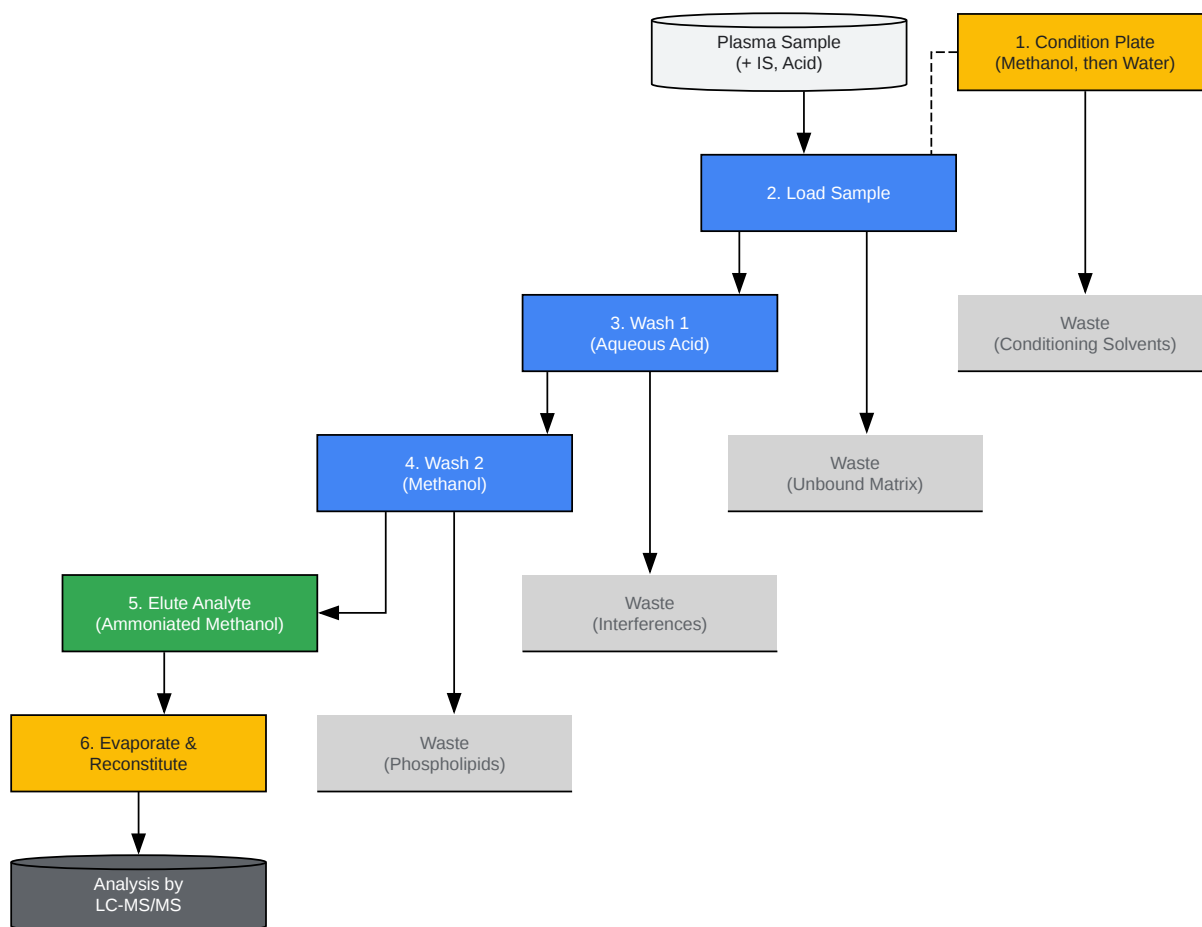 Plasma Sample
(+ IS, Acid)
1. Condition Plate
(Methanol, then Water)
2. Load Sample
3. Wash 1
(Aqueous Acid)
Waste
(Conditioning Solvents)
4. Wash 2
(Methanol)
Waste
(Unbound Matrix)
5. Elute Analyte
(Ammoniated Methanol)
Waste
(Interferences)
6. Evaporate &
Reconstitute
Waste
(Phospholipids)
Analysis by
LC-MS/MS